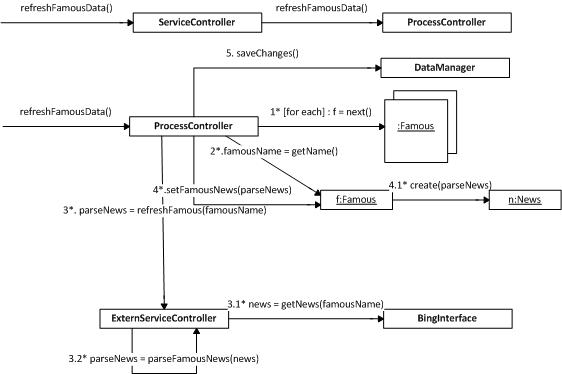 refreshFamousData()
refreshFamousData()
ServiceController
ProcessController
5. saveChanges()
DataManager
refreshFamousData()
1* [for each] : f = next()
ProcessController
:Famous
2*.famousName = getName()
4*.setFamousNews(parseNews)
4.1* create(parseNews)
f:Famous
n:News
3*. parseNews = refreshFamous(famousName)
3.1* news = getNews(famousName)
ExternServiceController
BingInterface
3.2* parseNews = parseFamousNews(news)